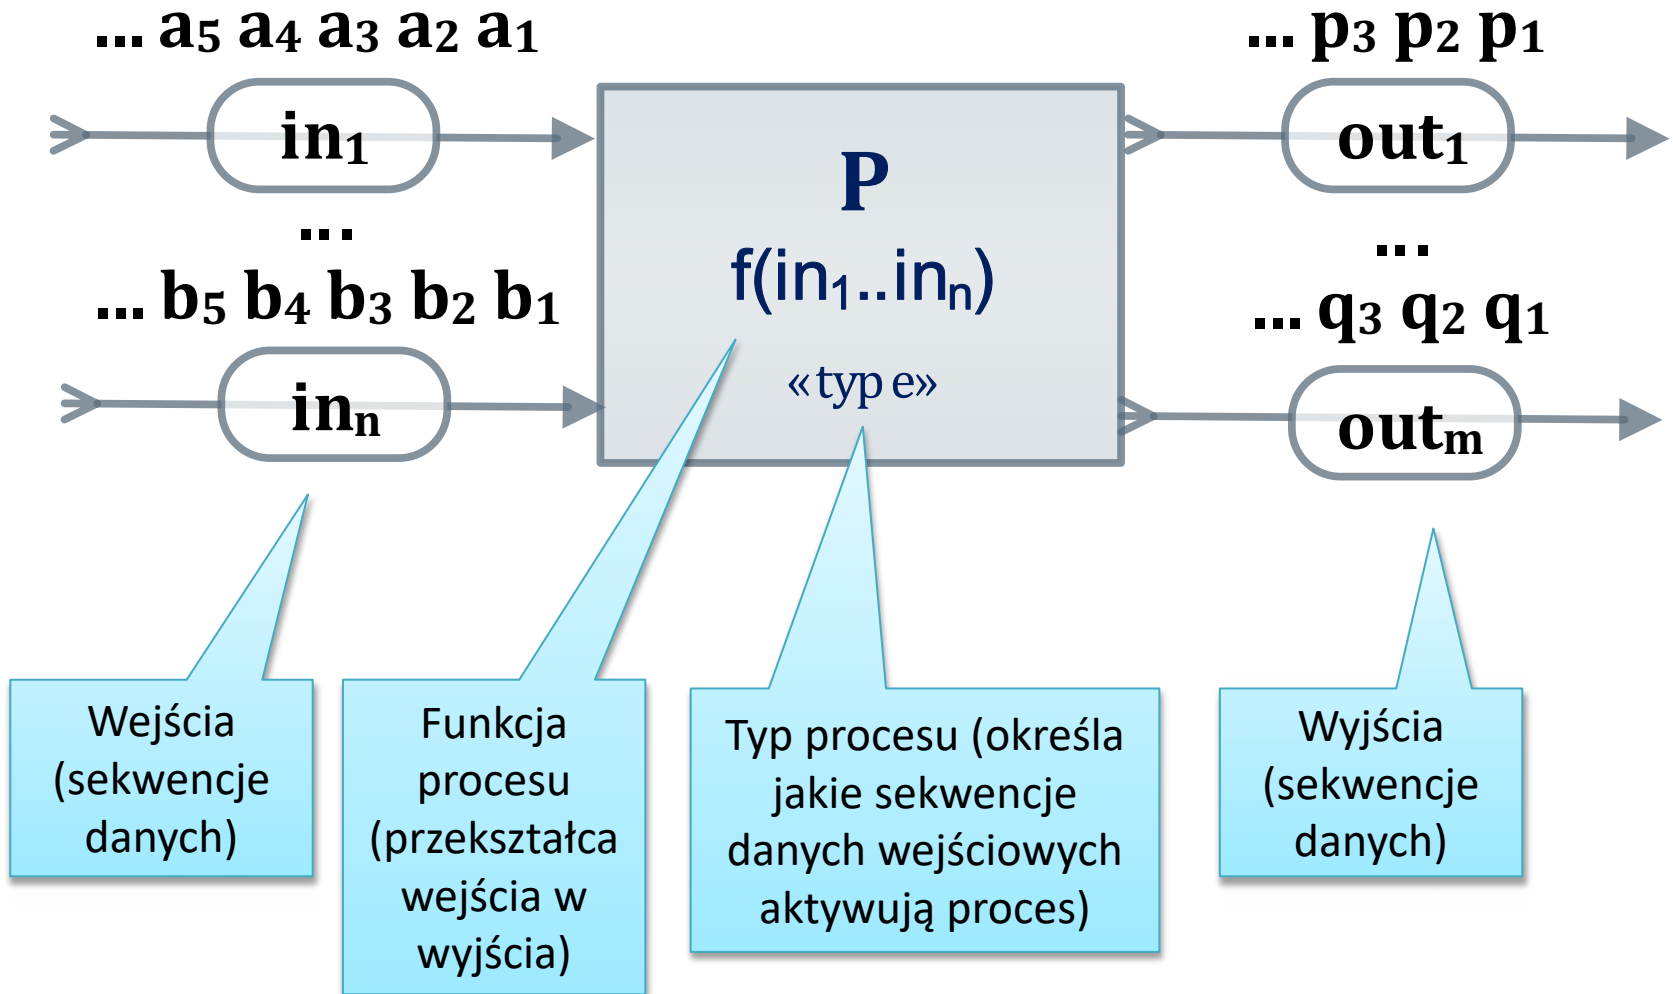 ... a₅ a₄ a₃ a₂ a₁
in₁
...
... b₅ b₄ b₃ b₂ b₁
inₙ
P
f(in₁..inₙ)
«type»
... p₃ p₂ p₁
out₁
...
... q₃ q₂ q₁
outₘ
Wejścia
(sekwencje
danych)
Funkcja
procesu
(przekształca
wejścia w
wyjścia)
Typ procesu (określa
jakie sekwencje
danych wejściowych
aktywują proces)
Wyjścia
(sekwencje
danych)